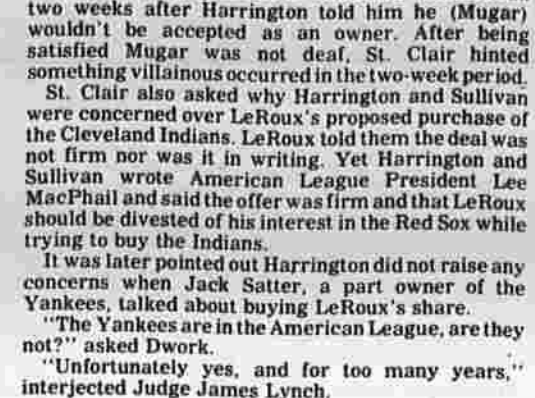 two weeks after Harrington told him he (Mugar)
wouldn't be accepted as an owner. After being
satisfied Mugar was not deaf, St. Clair hinted
something villainous occurred in the two-week period.
St. Clair also asked why Harrington and Sullivan
were concerned over LeRoux's proposed purchase of
the Cleveland Indians. LeRoux told them the deal was
not firm nor was it in writing. Yet Harrington and
Sullivan wrote American League President Lee
MacPhail and said the offer was firm and that LeRoux
should be divested of his interest in the Red Sox while
trying to buy the Indians.
It was later pointed out Harrington did not raise any
concerns when Jack Satter, a part owner of the
Yankees, talked about buying LeRoux's share.
"The Yankees are in the American League, are they
not?" asked Dwork.
"Unfortunately yes, and for too many years,"
interjected Judge James Lynch.